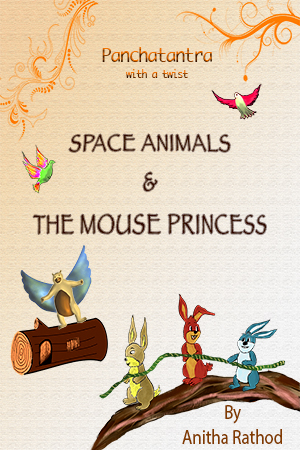 Panchatantra
with a twist
SPACE ANIMALS
&
THE MOUSE PRINCESS
By
Anitha Rathod